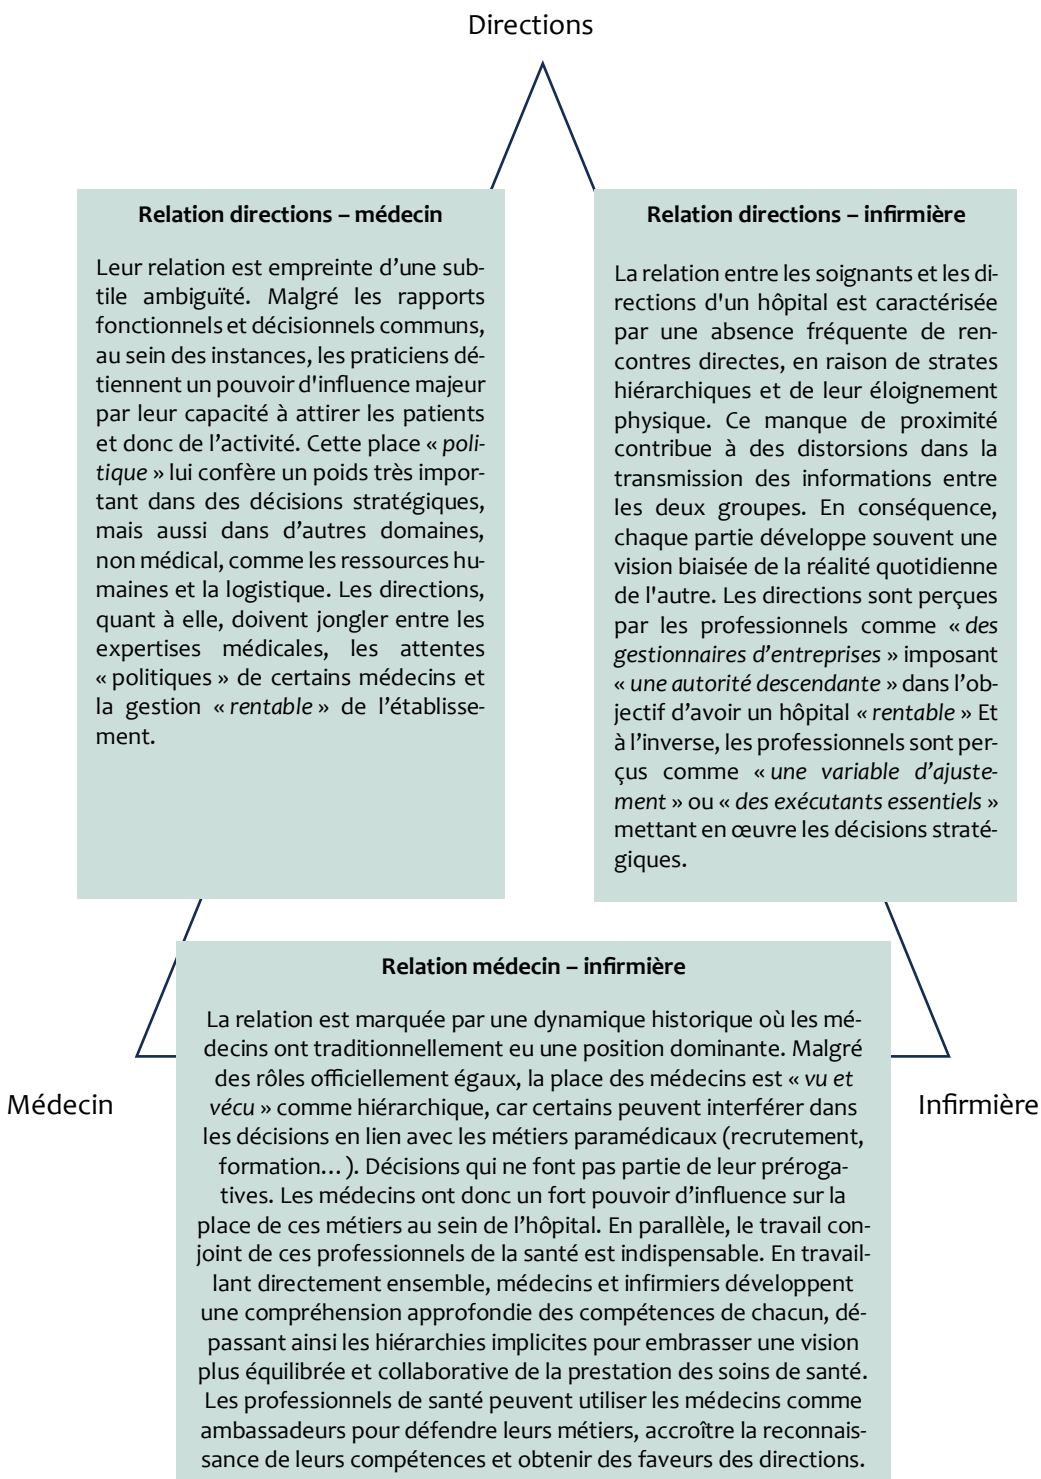 Directions
Relation directions – médecin
Leur relation est empreinte d’une sub-
tile ambiguïté. Malgré les rapports
fonctionnels et décisionnels communs,
au sein des instances, les praticiens dé-
tiennent un pouvoir d'influence majeur
par leur capacité à attirer les patients
et donc de l’activité. Cette place « poli-
tique » lui confère un poids très impor-
tant dans des décisions stratégiques,
mais aussi dans d’autres domaines,
non médical, comme les ressources hu-
maines et la logistique. Les directions,
quant à elle, doivent jongler entre les
expertises médicales, les attentes
« politiques » de certains médecins et
la gestion « rentable » de l’établisse-
ment.
Relation directions – infirmière
La relation entre les soignants et les di-
rections d'un hôpital est caractérisée
par une absence fréquente de ren-
contres directes, en raison de strates
hiérarchiques et de leur éloignement
physique. Ce manque de proximité
contribue à des distorsions dans la
transmission des informations entre
les deux groupes. En conséquence,
chaque partie développe souvent une
vision biaisée de la réalité quotidienne
de l'autre. Les directions sont perçues
par les professionnels comme « des
gestionnaires d’entreprises » imposant
« une autorité descendante » dans l’ob-
jectif d’avoir un hôpital « rentable » Et
à l’inverse, les professionnels sont per-
çus comme « une variable d’ajuste-
ment » ou « des exécutants essentiels »
mettant en œuvre les décisions straté-
giques.
Relation médecin – infirmière
La relation est marquée par une dynamique historique où les mé-
decins ont traditionnellement eu une position dominante. Malgré
des rôles officiellement égaux, la place des médecins est « vu et
vécu » comme hiérarchique, car certains peuvent interférer dans
les décisions en lien avec les métiers paramédicaux (recrutement,
formation… ). Décisions qui ne font pas partie de leur préroga-
tives. Les médecins ont donc un fort pouvoir d’influence sur la
place de ces métiers au sein de l’hôpital. En parallèle, le travail con-
joint de ces professionnels de la santé est indispensable. En travail-
lant directement ensemble, médecins et infirmiers développent
une compréhension approfondie des compétences de chacun, dé-
passant ainsi les hiérarchies implicites pour embrasser une vision
plus équilibrée et collaborative de la prestation des soins de santé.
Les professionnels de santé peuvent utiliser les médecins comme
ambassadeurs pour défendre leurs métiers, accroître la reconnais-
sance de leurs compétences et obtenir des faveurs des directions.
Médecin
Infirmière